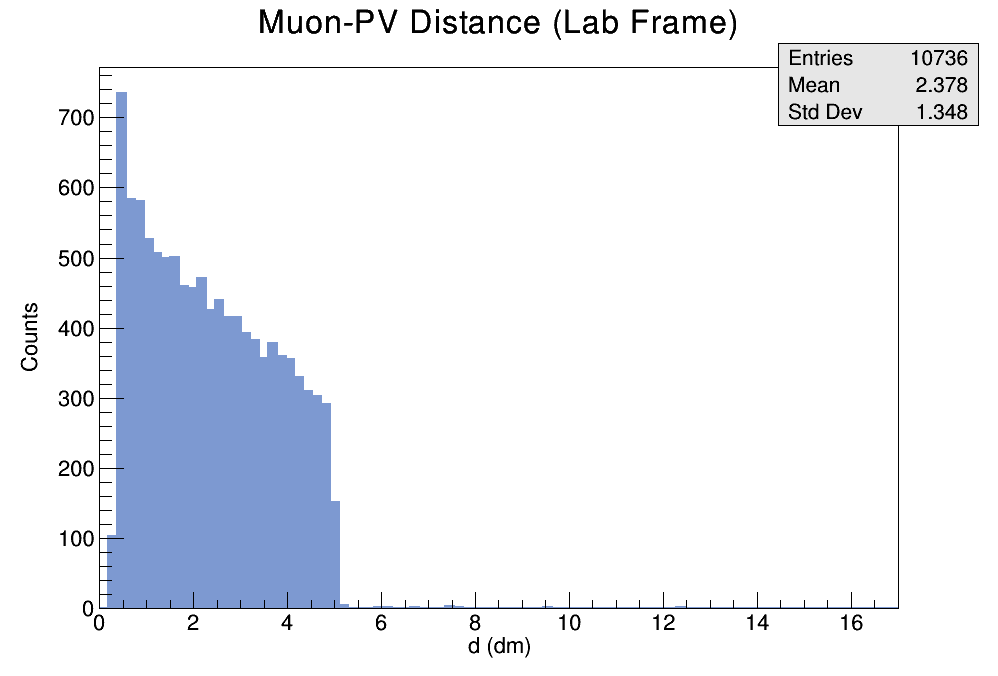 Muon-PV Distance (Lab Frame)
Entries 10736
Mean 2.378
Std Dev 1.348
700
600
500
400
300
200
100
0
Counts
0 2 4 6 8 10 12 14 16
d (dm)